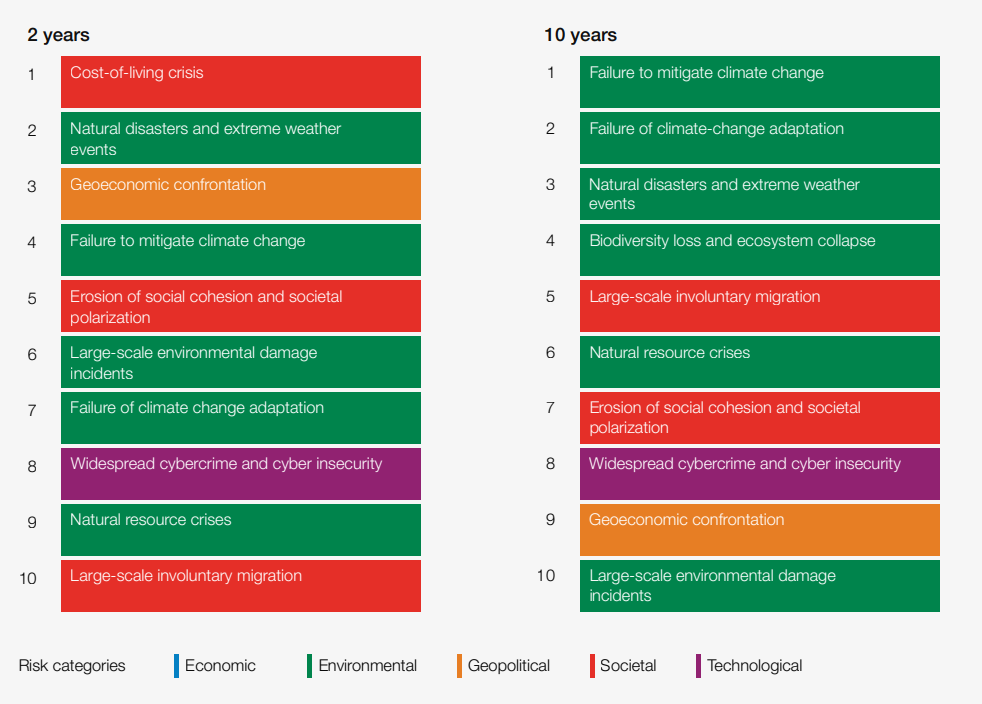 2 years
1
Cost-of-living crisis
2
Natural disasters and extreme weather
events
3
Geoeconomic confrontation
4
Failure to mitigate climate change
5
Erosion of social cohesion and societal
polarization
6
Large-scale environmental damage
incidents
7
Failure of climate change adaptation
8
Widespread cybercrime and cyber insecurity
9
Natural resource crises
10
Large-scale involuntary migration
10 years
1
Failure to mitigate climate change
2
Failure of climate-change adaptation
3
Natural disasters and extreme weather
events
4
Biodiversity loss and ecosystem collapse
5
Large-scale involuntary migration
6
Natural resource crises
7
Erosion of social cohesion and societal
polarization
8
Widespread cybercrime and cyber insecurity
9
Geoeconomic confrontation
10
Large-scale environmental damage
incidents
Risk categories
Economic
Environmental
Geopolitical
Societal
Technological